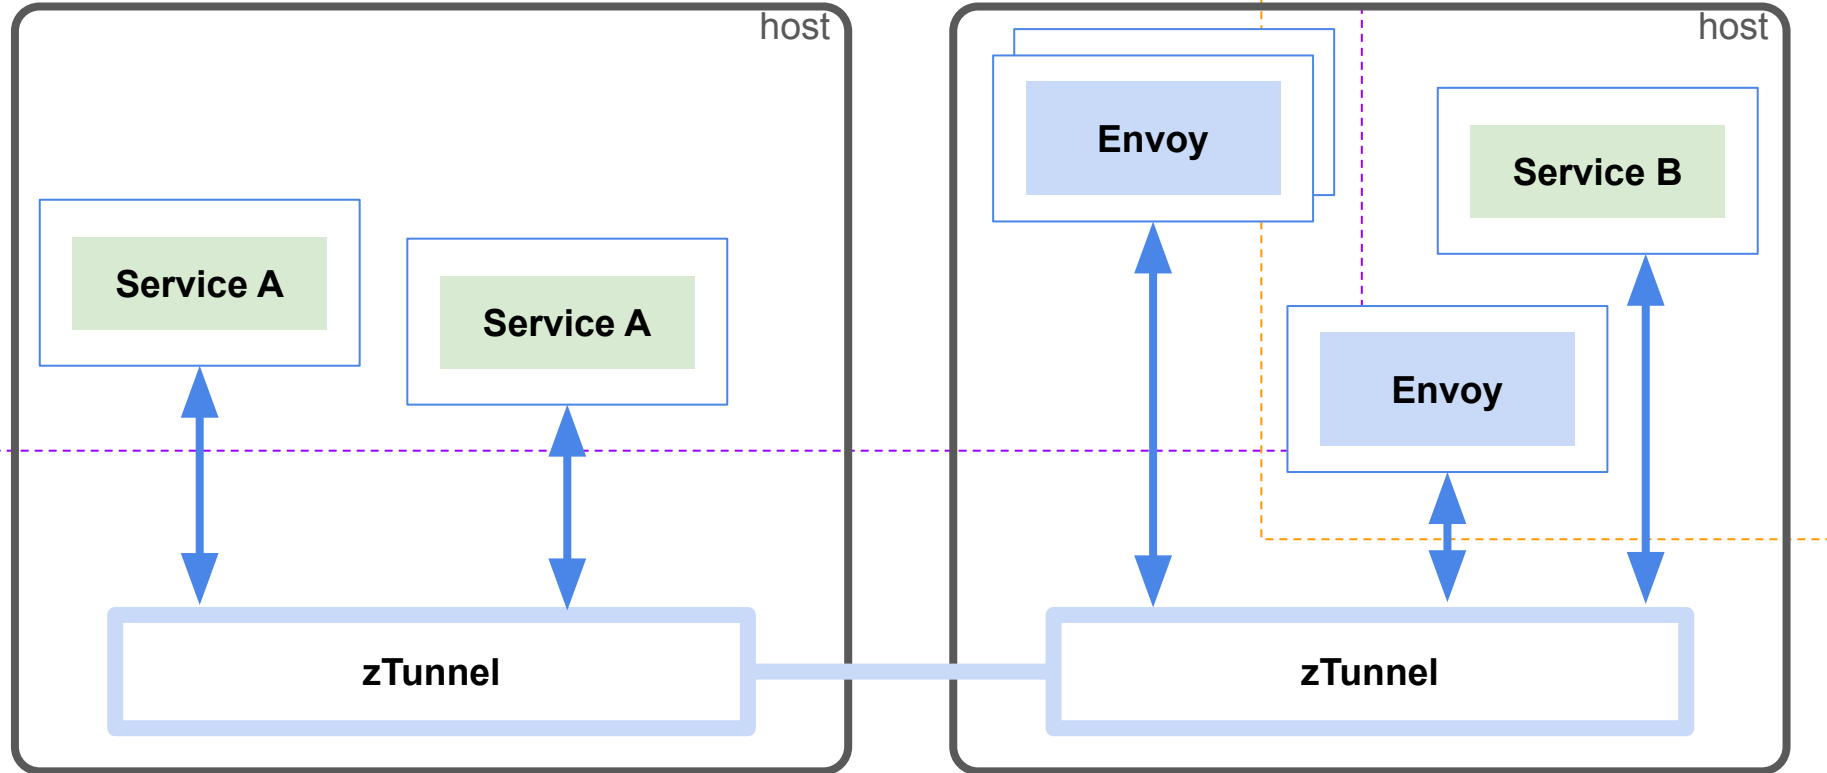 host
host
Envoy
Service B
Service A
Service A
Envoy
zTunnel
zTunnel